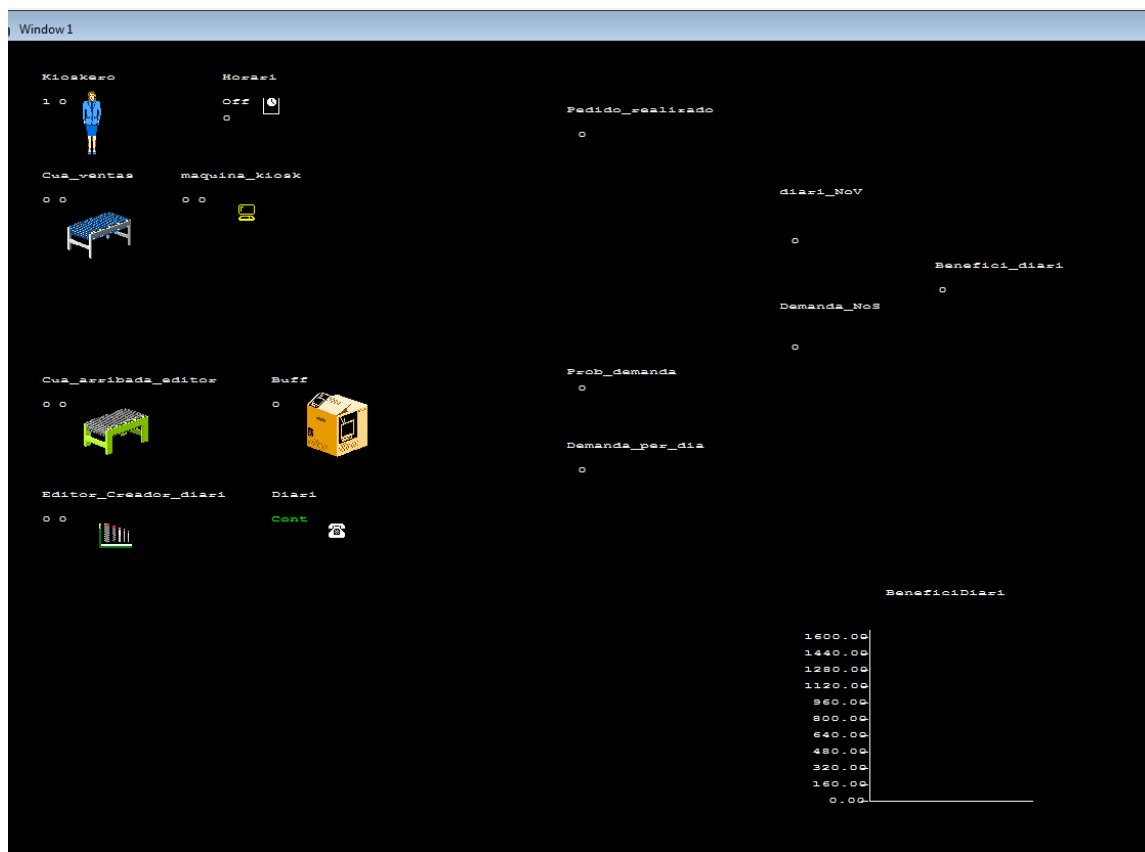 Window 1
Kioskero
1 0
Horari
Off
0
Pedido_realizado
0
Cua_ventas
0 0
maquina_kiosk
0 0
diari_NoV
0
Benefici_diari
0
Demanda_NoS
0
Prob_demanda
0
Cua_arribada_editor
0 0
Buff
0
Demanda_per_dia
0
Editor_Creador_diari
0 0
Diari
Cont
BeneficiDiari
1600.00
1440.00
1280.00
1120.00
960.00
800.00
640.00
480.00
320.00
160.00
0.00